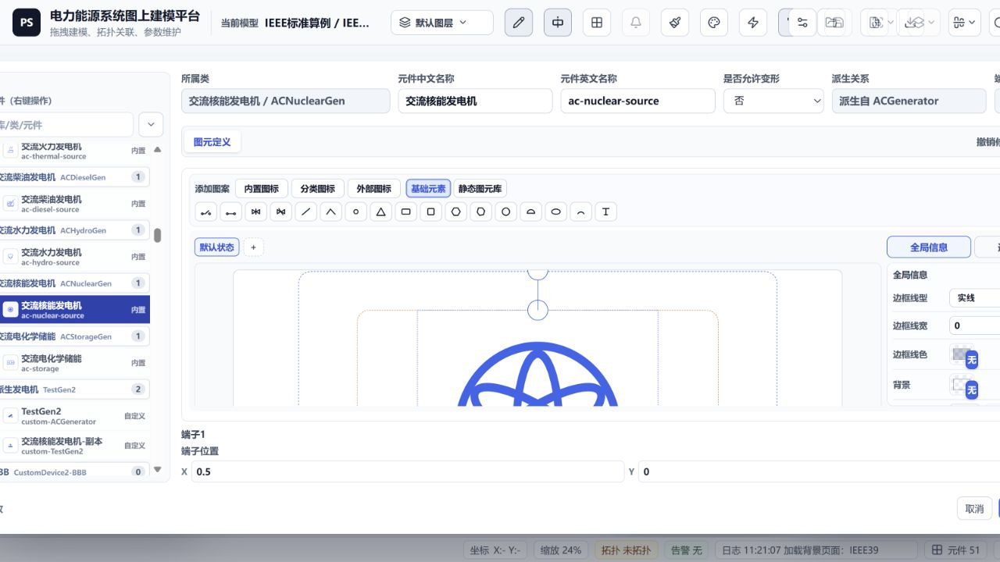 PS
电力能源系统图上建模平台
拖拽建模、拓扑关联、参数维护
当前模型 IEEE标准算例 / IEE...
默认图层
件（右键操作）
库/类/元件
交流火力发电机
ac-thermal-source
内置
交流柴油发电机 ACDieselGen 1
交流柴油发电机
ac-diesel-source
内置
交流水力发电机 ACHydroGen 1
交流水力发电机
ac-hydro-source
内置
交流核能发电机 ACNuclearGen 1
交流核能发电机
ac-nuclear-source
内置
交流电化学储能 ACStorageGen 1
交流电化学储能
ac-storage
内置
派生发电机 TestGen2 2
TestGen2
custom-ACGenerator
自定义
交流核能发电机-副本
custom-TestGen2
自定义
BB CustomDevice2-BBB 0
所属类
交流核能发电机 / ACNuclearGen
元件中文名称
交流核能发电机
元件英文名称
ac-nuclear-source
是否允许变形
否
派生关系
派生自 ACGenerator
图元定义
撤销
添加图案 内置图标 分类图标 外部图标 基础元素 静态图元库
T
默认状态 +
全局信息
全局信息
边框线型 实线
边框线宽 0
边框线色 无
背景 无
端子1
端子位置
X 0.5
Y 0
取消
坐标 X:- Y:-
缩放 24%
拓扑 未拓扑
告警 无
日志 11:21:07 加载背景页面：IEEE39
元件 51